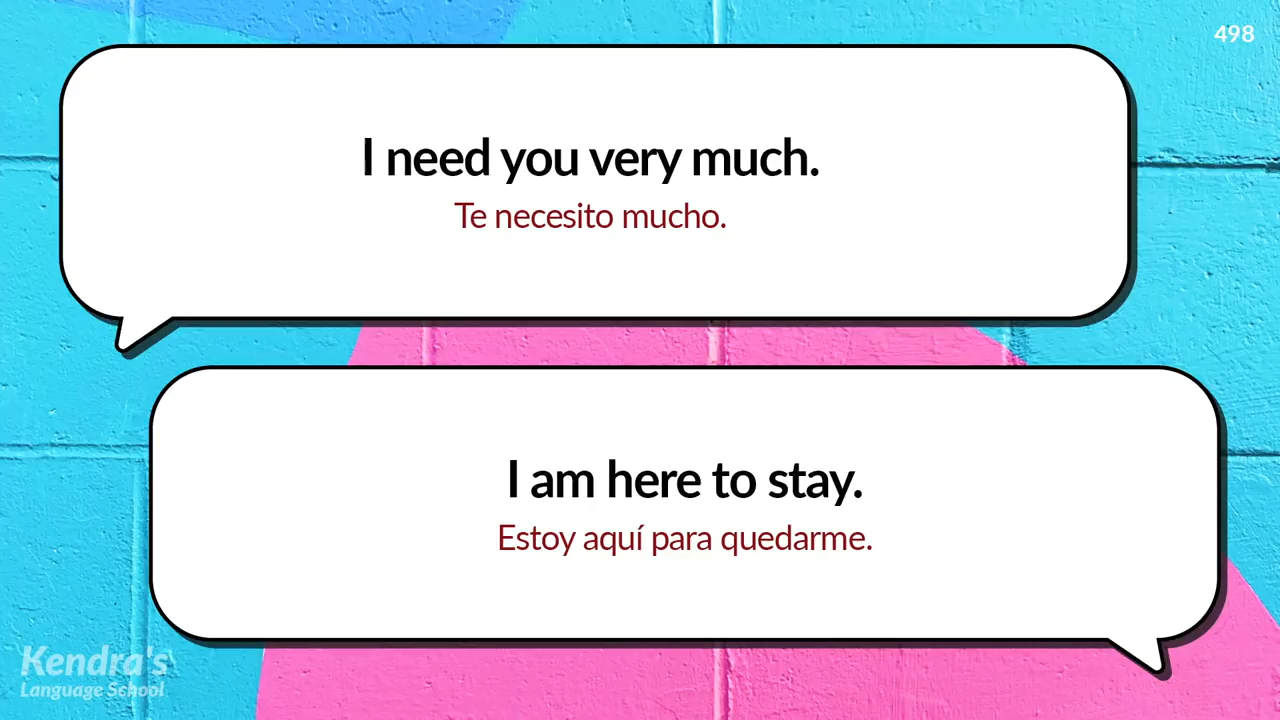 498
I need you very much.
Te necesito mucho.
I am here to stay.
Estoy aquí para quedarme.
Kendra's
Language School